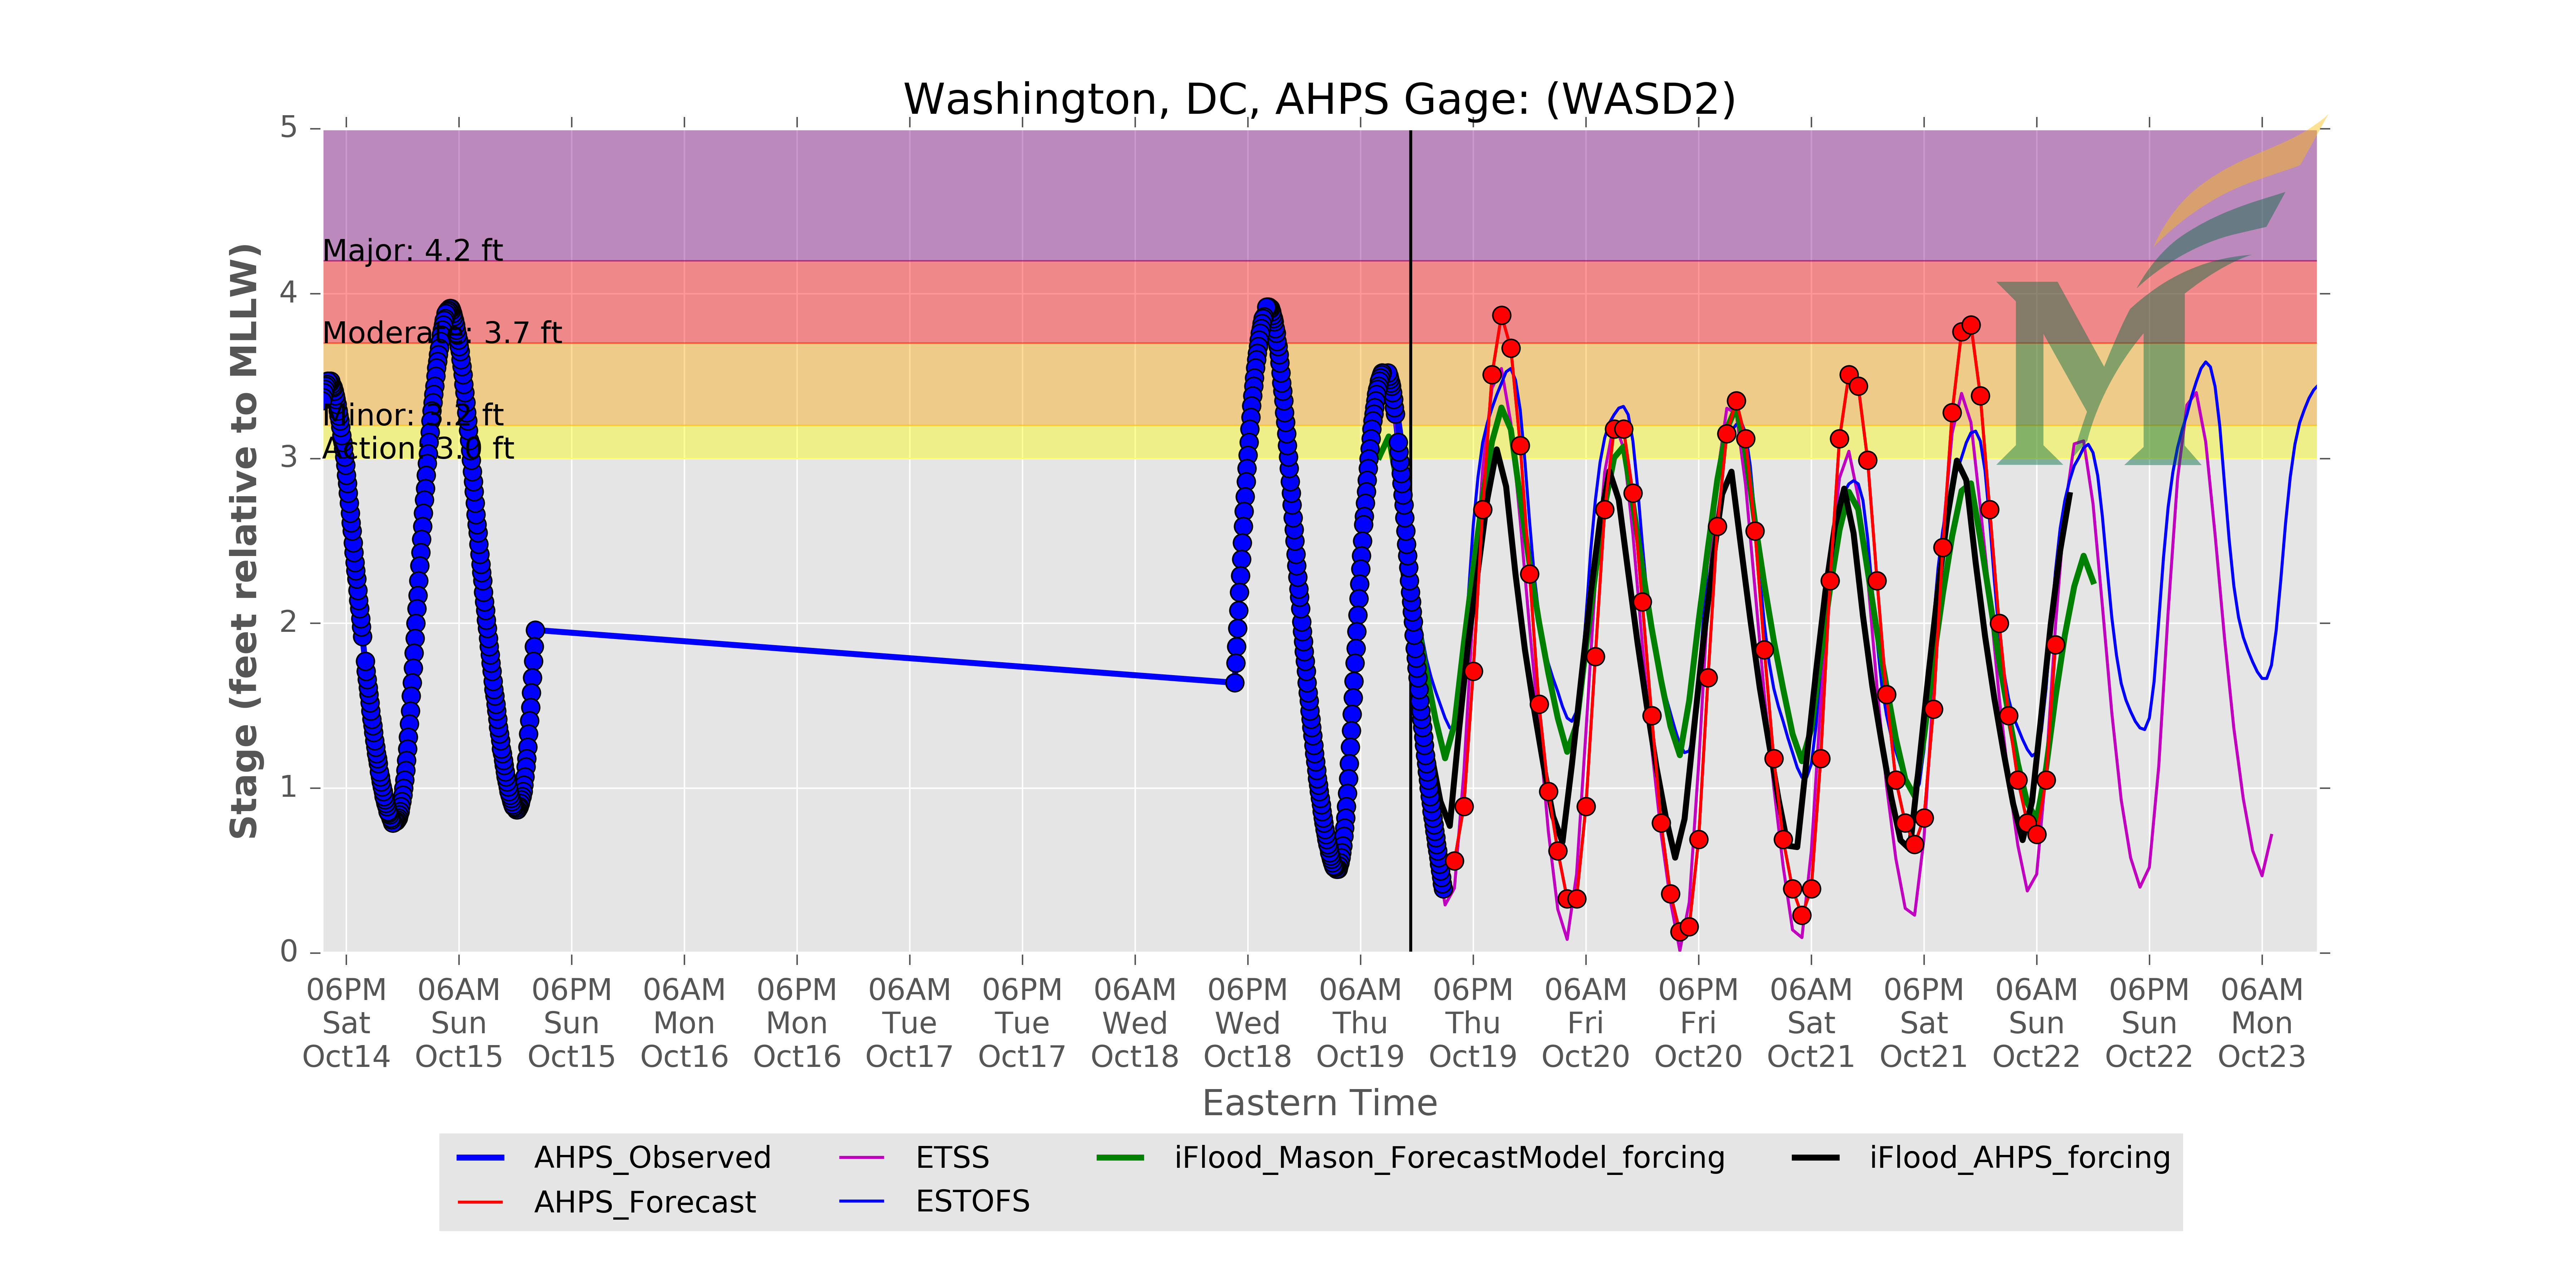 Washington, DC, AHPS Gage: (WASD2)
Stage (feet relative to MLLW)
5
4
3
2
1
0
Major: 4.2 ft
Moderate: 3.7 ft
Minor: 3.2 ft
Action: 3.0 ft
M
06PM 06AM 06PM 06AM 06PM 06AM 06PM 06AM 06PM 06AM 06PM 06AM 06PM 06AM 06PM 06AM 06PM 06AM
Sat Sun Sun Mon Mon Tue Tue Wed Wed Thu Thu Fri Fri Sat Sat Sun Sun Mon
Oct14 Oct15 Oct15 Oct16 Oct16 Oct17 Oct17 Oct18 Oct18 Oct19 Oct19 Oct20 Oct20 Oct21 Oct21 Oct22 Oct22 Oct23
Eastern Time
AHPS_Observed ETSS iFlood_Mason_ForecastModel_forcing iFlood_AHPS_forcing
AHPS_Forecast ESTOFS